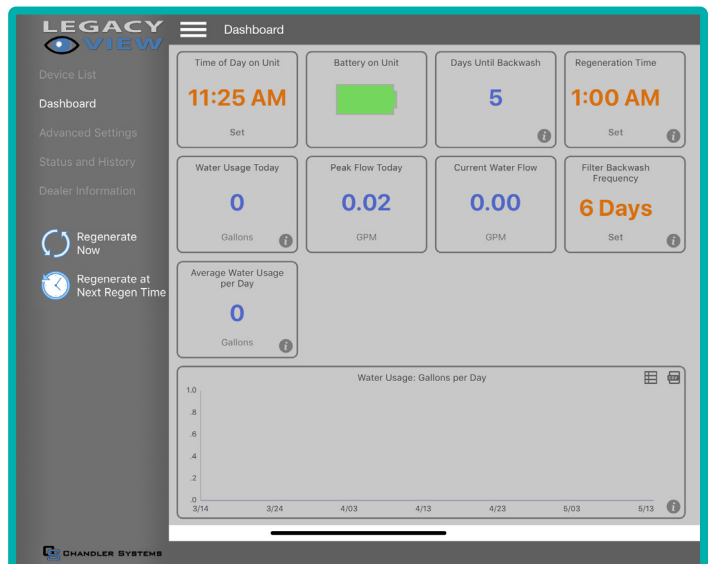 LEGACY
VIEW
Dashboard
Device List
Dashboard
Advanced Settings
Status and History
Dealer Information
Regenerate
Now
Regenerate at
Next Regen Time
Time of Day on Unit
11:25 AM
Set
Battery on Unit
Days Until Backwash
5
i
Regeneration Time
1:00 AM
Set
i
Water Usage Today
0
Gallons
i
Peak Flow Today
0.02
GPM
Current Water Flow
0.00
GPM
Filter Backwash
Frequency
6 Days
Set
i
Average Water Usage
per Day
0
Gallons
i
Water Usage: Gallons per Day
1.0
.8
.6
.4
.2
.0
3/14 3/24 4/03 4/13 4/23 5/03 5/13
i
CS CHANDLER SYSTEMS